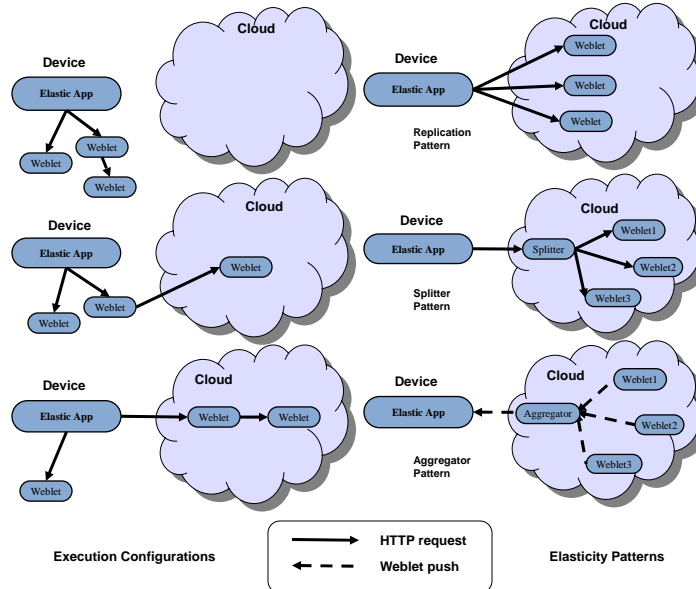 Device
Cloud
Elastic App
Weblet
Weblet
Weblet
Device
Cloud
Elastic App
Weblet
Weblet
Weblet
Device
Cloud
Elastic App
Weblet
Weblet
Weblet
Execution Configurations
Cloud
Device
Elastic App
Weblet
Weblet
Weblet
Replication
Pattern
Device
Cloud
Elastic App
Splitter
Weblet1
Weblet2
Weblet3
Splitter
Pattern
Device
Cloud
Elastic App
Aggregator
Weblet1
Weblet2
Weblet3
Aggregator
Pattern
Elasticity Patterns
HTTP request
Weblet push